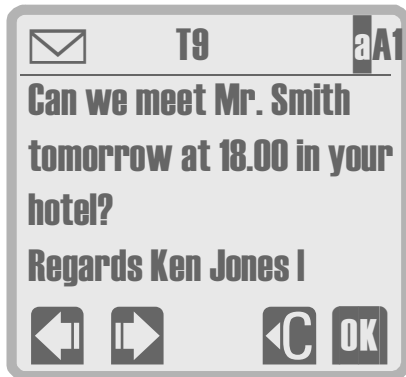 T9 aA1
Can we meet Mr. Smith
tomorrow at 18.00 in your
hotel?
Regards Ken Jones I
C OK